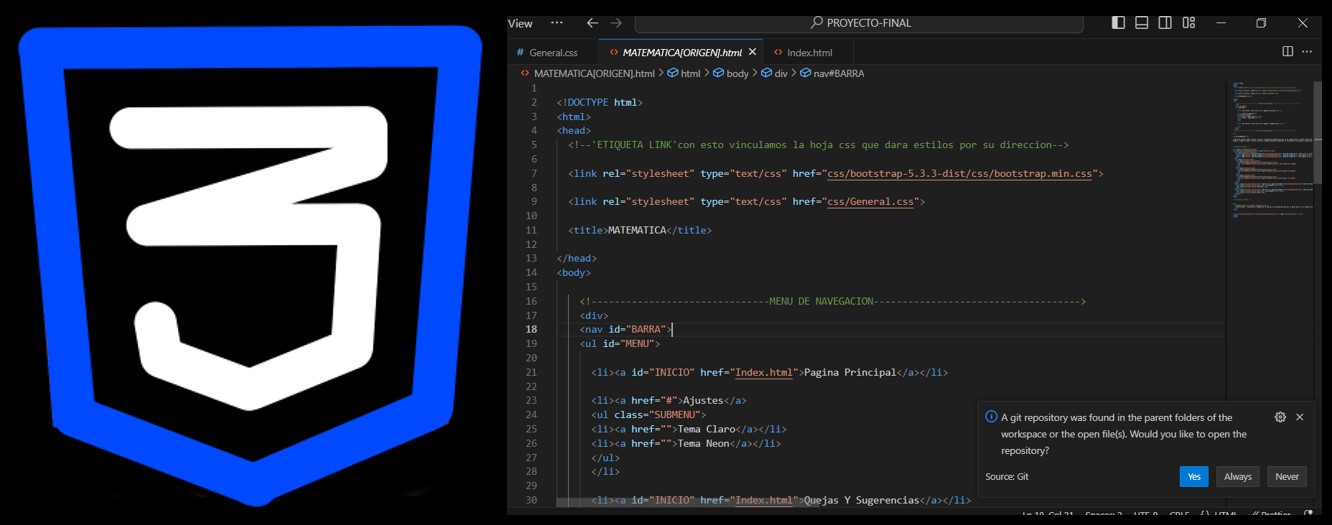 3
View ··· PROYECTO-FINAL
# General.css <> MATEMATICA[ORIGEN].html <> Index.html
<> MATEMATICA[ORIGEN].html > html > body > div > nav#BARRA
1
2 <!DOCTYPE html>
3 <html>
4 <head>
5 <!--'ETIQUETA LINK'con esto vinculamos la hoja css que dara estilos por su direccion-->
6
7 <link rel="stylesheet" type="text/css" href="css/bootstrap-5.3.3-dist/css/bootstrap.min.css">
8
9 <link rel="stylesheet" type="text/css" href="css/General.css">
10
11 <title>MATEMATICA</title>
12
13 </head>
14 <body>
15
16 <!-------------------------------MENU DE NAVEGACION------------------------------------>
17 <div>
18 <nav id="BARRA">
19 <ul id="MENU">
20
21 <li><a id="INICIO" href="Index.html">Pagina Principal</a></li>
22
23 <li><a href="#">Ajustes</a>
24 <ul class="SUBMENU">
25 <li><a href="">Tema Claro</a></li>
26 <li><a href="">Tema Neon</a></li>
27 </ul>
28 </li>
29
30 <li><a id="INICIO" href="Index.html">Quejas Y Sugerencias</a></li>
A git repository was found in the parent folders of the
workspace or the open file(s). Would you like to open the
repository?
Source: Git Yes Always Never